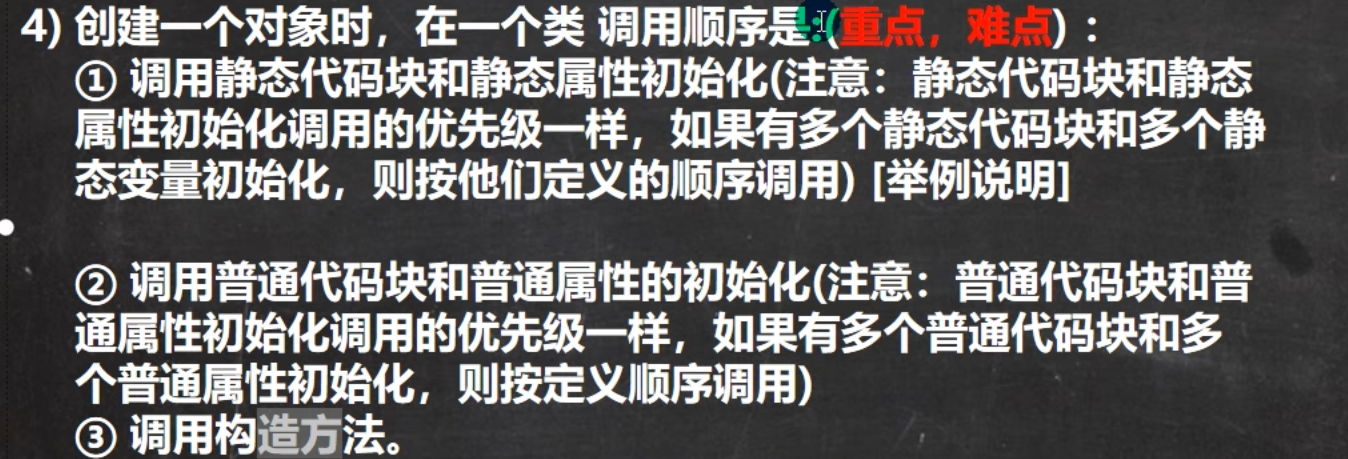 4) 创建一个对象时，在一个类 调用顺序是:(重点，难点)：
① 调用静态代码块和静态属性初始化(注意：静态代码块和静态
属性初始化调用的优先级一样，如果有多个静态代码块和多个静
态变量初始化，则按他们定义的顺序调用) [举例说明]
② 调用普通代码块和普通属性的初始化(注意：普通代码块和普
通属性初始化调用的优先级一样，如果有多个普通代码块和多
个普通属性初始化，则按定义顺序调用)
③ 调用构造方法。